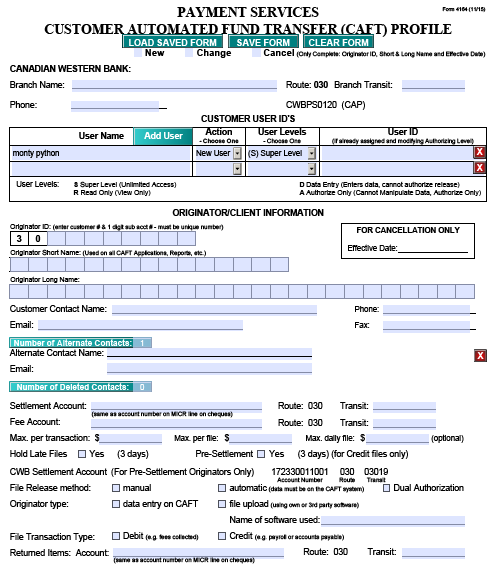 PAYMENT SERVICES
Form 4164 (11/15)
CUSTOMER AUTOMATED FUND TRANSFER (CAFT) PROFILE
LOAD SAVED FORM SAVE FORM CLEAR FORM
New Change Cancel (Only Complete: Originator ID, Short & Long Name and Effective Date)
CANADIAN WESTERN BANK:
Branch Name: Route: 030 Branch Transit:
Phone: CWBPS0120 (CAP)
CUSTOMER USER ID'S
User Name Add User Action - Choose One User Levels - Choose One User ID (if already assigned and modifying Authorizing Level)
monty python New User (S) Super Level X
X
User Levels: S Super Level (Unlimited Access) D Data Entry (Enters data, cannot authorize release)
R Read Only (View Only) A Authorize Only (Cannot Manipulate Data, Authorize Only)
ORIGINATOR/CLIENT INFORMATION
Originator ID: (enter customer # & 1 digit sub acct # - must be unique number)
3 0
FOR CANCELLATION ONLY
Effective Date:
Originator Short Name: (Used on all CAFT Applications, Reports, etc.)
Originator Long Name:
Customer Contact Name: Phone:
Email: Fax:
Number of Alternate Contacts: 1
Alternate Contact Name: X
Email:
Number of Deleted Contacts: 0
Settlement Account: Route: 030 Transit:
(same as account number on MICR line on cheques)
Fee Account: Route: 030 Transit:
Max. per transaction: $ Max. per file: $ Max. daily file: $ (optional)
Hold Late Files Yes (3 days) Pre-Settlement Yes (3 days) (for Credit files only)
CWB Settlement Account (For Pre-Settlement Originators Only) 172330011001 030 03019
Account Number Route Transit
File Release method: manual automatic (data must be on the CAFT system) Dual Authorization
Originator type: data entry on CAFT file upload (using own or 3rd party software)
Name of software used:
File Transaction Type: Debit (e.g. fees collected) Credit (e.g. payroll or accounts payable)
Returned Items: Account: Route: 030 Transit:
(same as account number on MICR line on cheques)